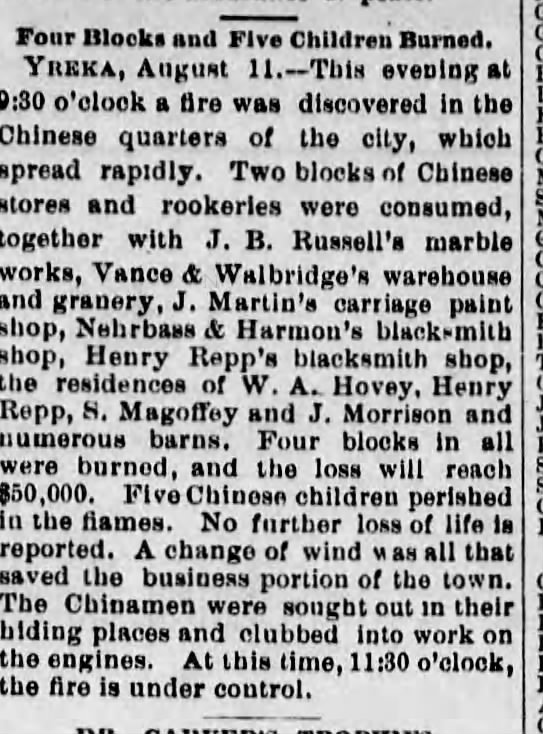 Four Blocks and Five Children Burned.
YREKA, August 11.—This evening at
9:30 o'clock a fire was discovered in the
Chinese quarters of the city, which
spread rapidly. Two blocks of Chinese
stores and rookeries were consumed,
together with J. B. Russell's marble
works, Vance & Walbridge's warehouse
and granery, J. Martin's carriage paint
shop, Nehrbass & Harmon's blacksmith
shop, Henry Repp's blacksmith shop,
the residences of W. A. Hovey, Henry
Repp, S. Magoffey and J. Morrison and
numerous barns. Four blocks in all
were burned, and the loss will reach
$50,000. Five Chinese children perished
in the flames. No further loss of life is
reported. A change of wind was all that
saved the business portion of the town.
The Chinamen were sought out in their
hiding places and clubbed into work on
the engines. At this time, 11:30 o'clock,
the fire is under control.